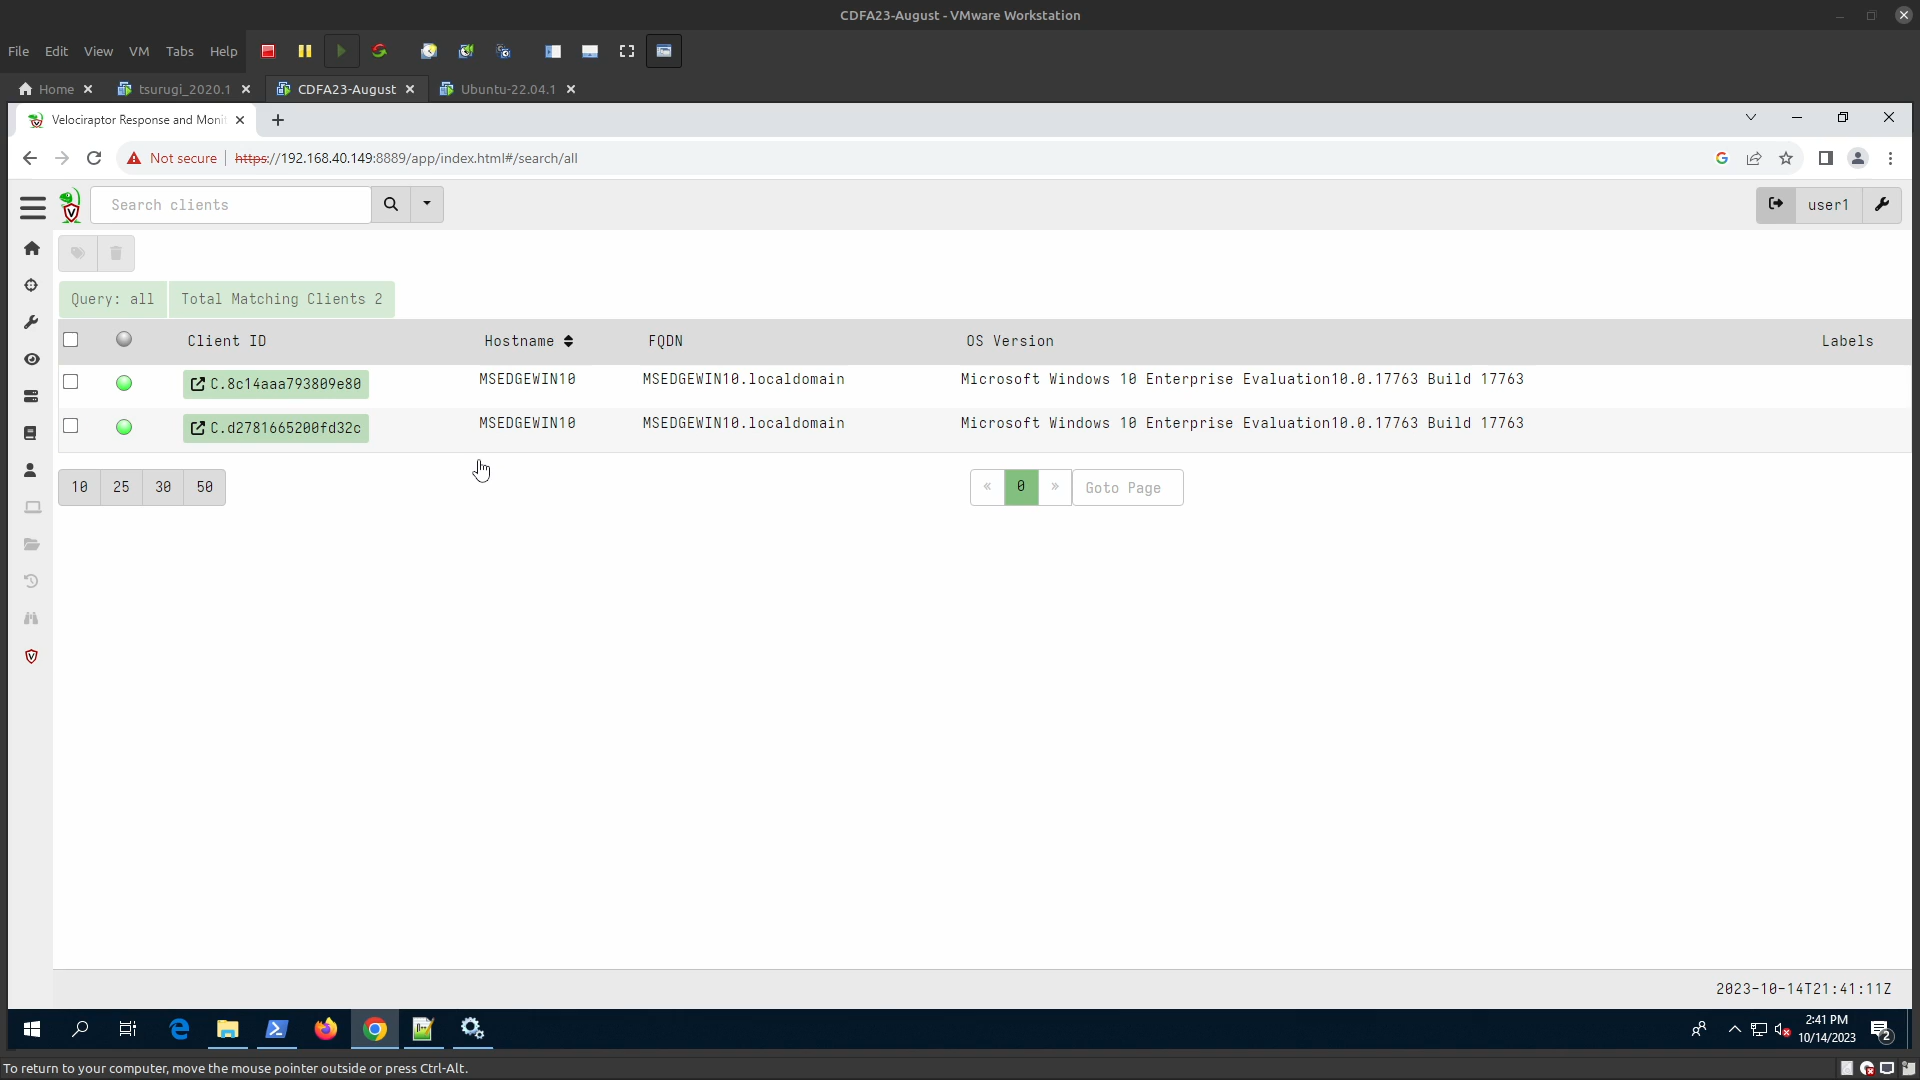 CDFA23-August - VMware Workstation
File Edit View VM Tabs Help
Home tsurugi_2020.1 CDFA23-August Ubuntu-22.04.1
Velociraptor Response and Monit
Not secure https://192.168.40.149:8889/app/index.html#/search/all
Search clients user1
Query: all Total Matching Clients 2
Client ID Hostname FQDN OS Version Labels
C.8c14aaa793809e80 MSEDGEWIN10 MSEDGEWIN10.localdomain Microsoft Windows 10 Enterprise Evaluation10.0.17763 Build 17763
C.d2781665200fd32c MSEDGEWIN10 MSEDGEWIN10.localdomain Microsoft Windows 10 Enterprise Evaluation10.0.17763 Build 17763
10 25 30 50 « 0 » Goto Page
2023-10-14T21:41:11Z
2:41 PM
10/14/2023
2
To return to your computer, move the mouse pointer outside or press Ctrl-Alt.